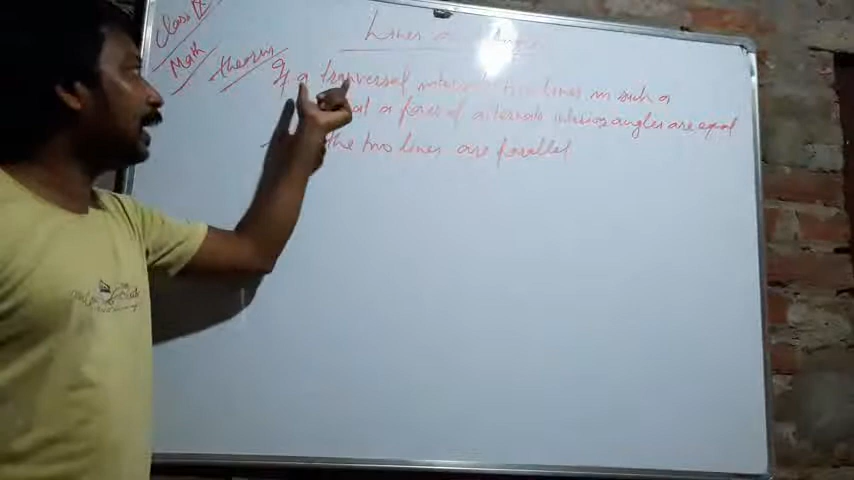 Class IX
Math
Lines a
theorem
If a transversal intersects two lines in such a
that a pair of alternate interior angles are equal
the two lines are parallel